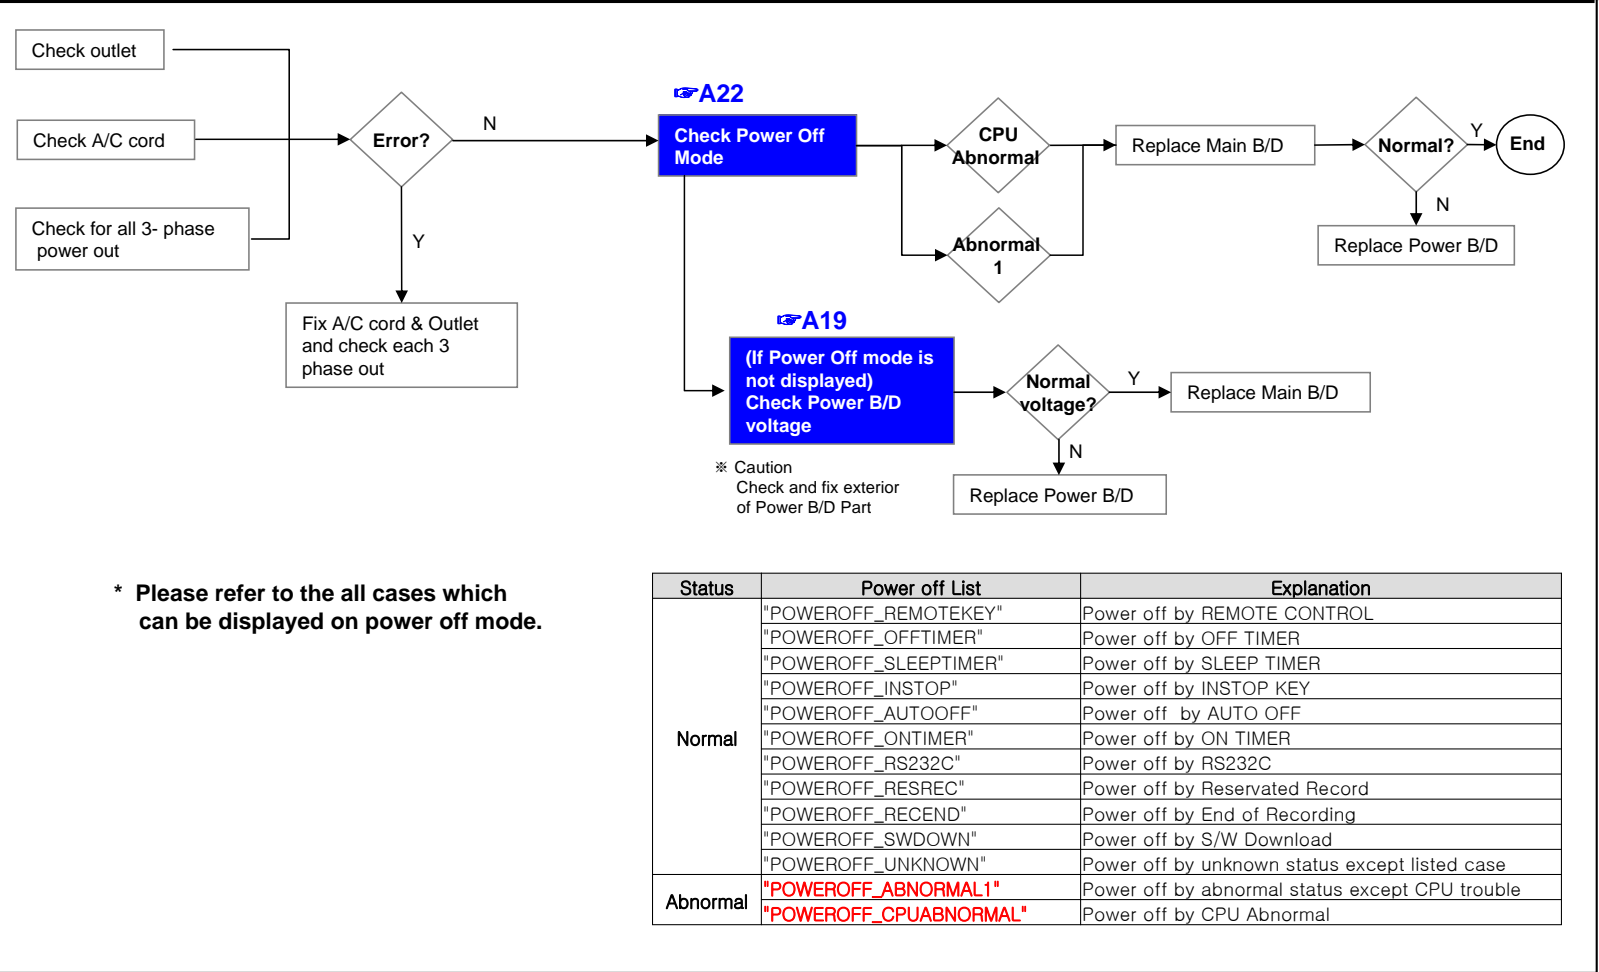 Check outlet
Check A/C cord
Check for all 3- phase
power out
Error?
N
Y
Fix A/C cord & Outlet
and check each 3
phase out
☞A22
Check Power Off
Mode
CPU
Abnormal
Abnormal
1
Replace Main B/D
Normal?
Y
End
N
Replace Power B/D
☞A19
(If Power Off mode is
not displayed)
Check Power B/D
voltage
Normal
voltage?
Y
Replace Main B/D
N
Replace Power B/D
※ Caution
Check and fix exterior
of Power B/D Part
* Please refer to the all cases which
can be displayed on power off mode.
Status Power off List Explanation
Normal
"POWEROFF_REMOTEKEY" Power off by REMOTE CONTROL
"POWEROFF_OFFTIMER" Power off by OFF TIMER
"POWEROFF_SLEEPTIMER" Power off by SLEEP TIMER
"POWEROFF_INSTOP" Power off by INSTOP KEY
"POWEROFF_AUTOOFF" Power off by AUTO OFF
"POWEROFF_ONTIMER" Power off by ON TIMER
"POWEROFF_RS232C" Power off by RS232C
"POWEROFF_RESREC" Power off by Reservated Record
"POWEROFF_RECEND" Power off by End of Recording
"POWEROFF_SWDOWN" Power off by S/W Download
"POWEROFF_UNKNOWN" Power off by unknown status except listed case
Abnormal
"POWEROFF_ABNORMAL1" Power off by abnormal status except CPU trouble
"POWEROFF_CPUABNORMAL" Power off by CPU Abnormal